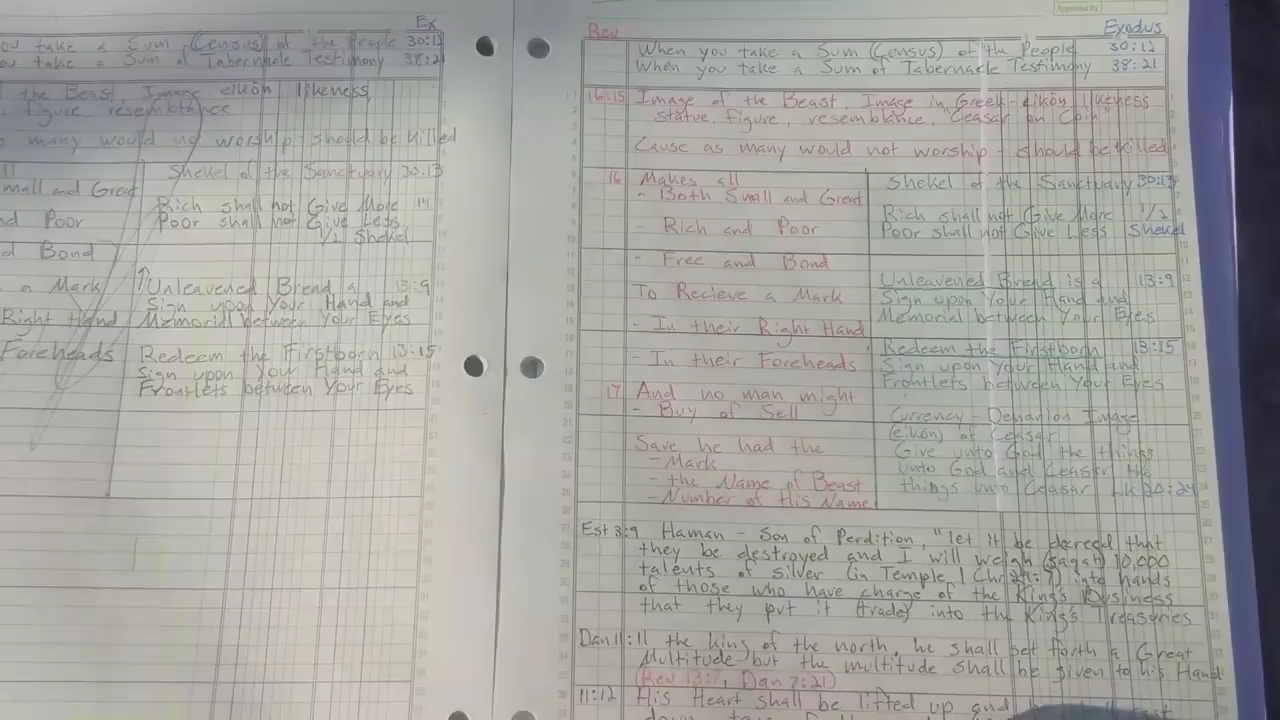 Ex
ou take a Sum (Census) of the People 30:12
ou take a Sum of Tabernacle Testimony 38:21
the Beast, Image eikon likeness
figure, resemblance
many would no worship - should be killed
Shekel of the Sanctuary 30:13
mall and Great
Rich shall not Give More 14
nd Poor Poor shall not Give Less
1/2 Shekel
d Bond
a Mark Unleavened Bread a 13:9
Sign upon Your Hand and
Right Hand Memorial between Your Eyes
Foreheads Redeem the Firstborn 13:15
Sign upon Your Hand and
Frontlets between Your Eyes
Approved By
Rev Exodus
When you take a Sum (Census) of the People 30:12
When you take a Sum of Tabernacle Testimony 38:21
Image of the Beast, Image in Greek - eikon likeness
statue, figure, resemblance, "Ceasar on Coin"
Cause as many would not worship - should be killed
16 Makes all Shekel of the Sanctuary 30:13
- Both Small and Great
Rich shall not Give More 1/2
- Rich and Poor Poor shall not Give Less Shekel
- Free and Bond
Unleavened Bread is a 13:9
To Recieve a Mark Sign upon Your Hand and
Memorial between Your Eyes
- In their Right Hand
Redeem the Firstborn 13:15
- In their Foreheads Sign upon Your Hand and
Frontlets between Your Eyes
17 And no man might
- Buy of Sell Currency - Denarion Image
(eikon) of Ceasar
Save he had the Give unto God the things
- Mark unto God and Ceasar the
- the Name of Beast things unto Ceasar Lk 20:24
- Number of His Name
Est 3:9 Haman - Son of Perdition, "let it be decreed that
they be destroyed and I will weigh (saqah) 10,000
talents of silver (in Temple 1 Chr 29:7) into hands
of those who have charge of the King's Business
that they put it (trade) into the King's Treasuries
Dan 11:11 the king of the north, he shall set forth a Great
Multitude but the multitude shall be given to his Hand
(Rev 13:7, Dan 7:21)
11:12 His Heart shall be lifted up and